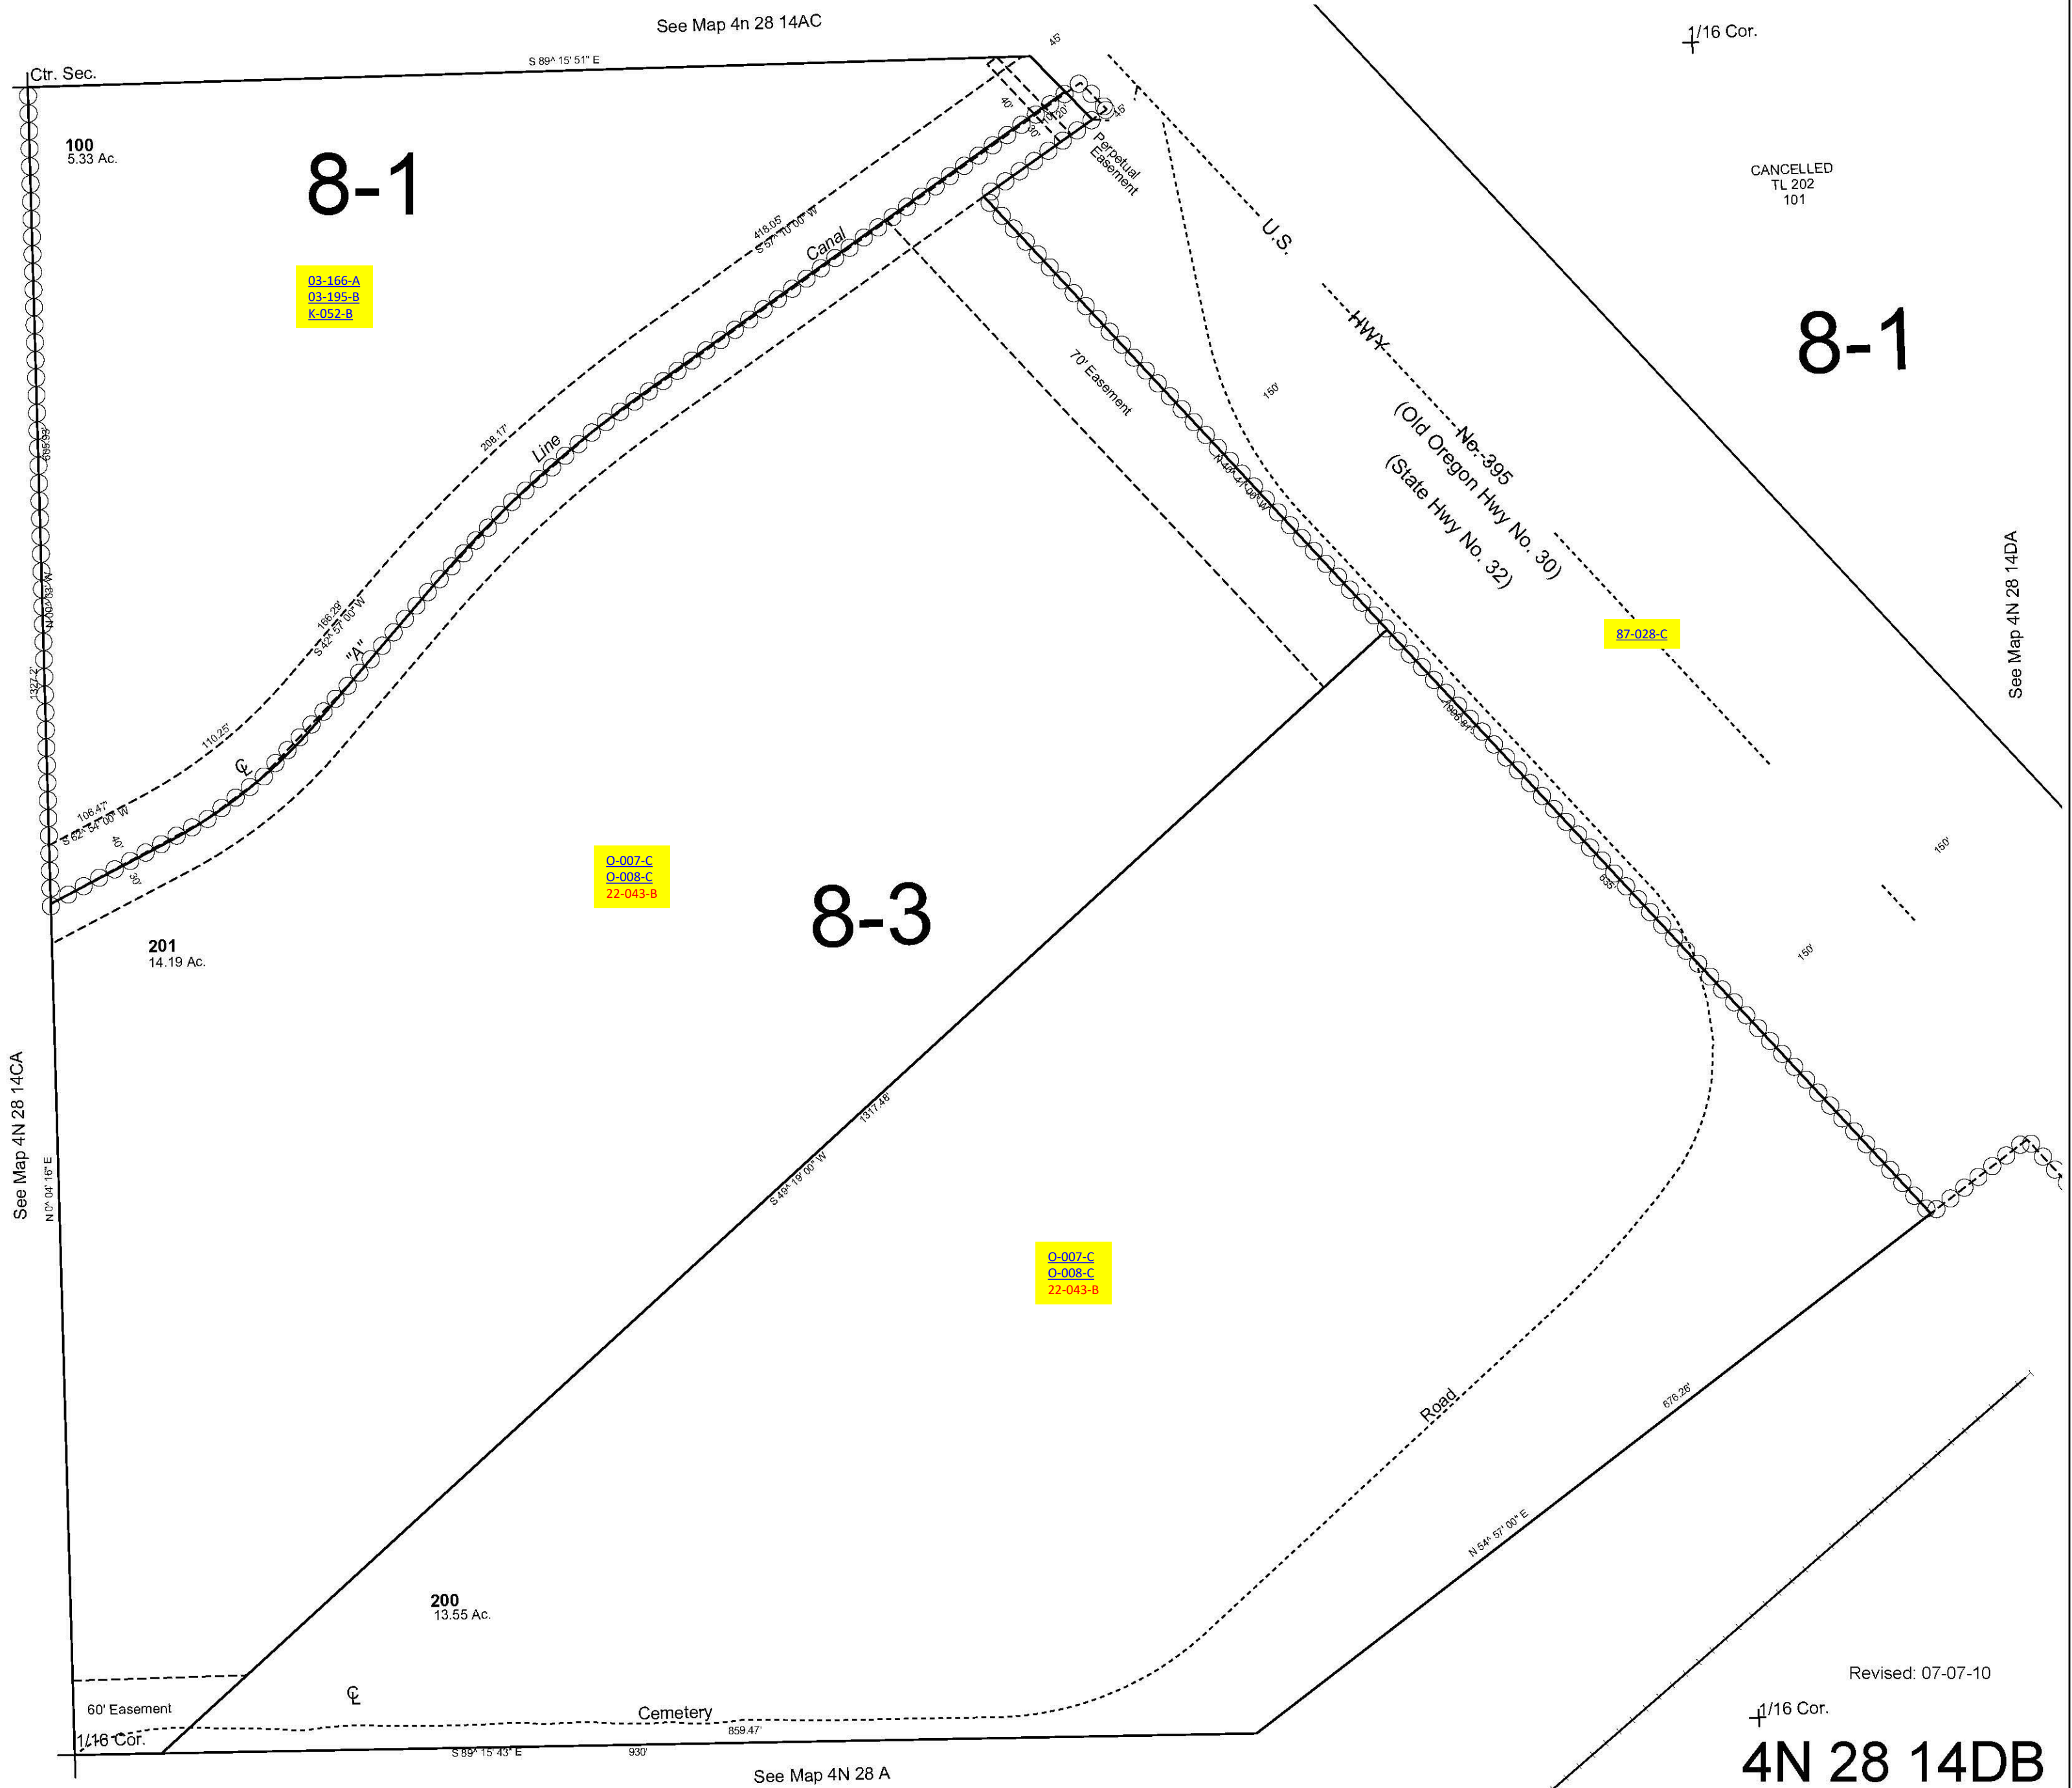 See Map 4n 28 14AC
1/16 Cor.
Ctr. Sec.
S 89^ 15' 51" E
45'
100
5.33 Ac.
8-1
40'
30'
20'
45'
Perpetual
Easement
CANCELLED
TL 202
101
418.05'
S 57^ 10' 00" W
Canal
U.S.
03-166-A
03-195-B
K-052-B
HWY
8-1
70' Easement
150'
208.17'
Line
No. 395
(Old Oregon Hwy No. 30)
(State Hwy No. 32)
See Map 4N 28 14DA
166.29'
S 42^ 57' 00" W
"A"
87-028-C
1327.2'
110.25'
CL
106.47'
S 62^ 54' 00" W
40'
30'
635'
150'
150'
O-007-C
O-008-C
22-043-B
8-3
201
14.19 Ac.
See Map 4N 28 14CA
N 0^ 04' 16" E
1317.48'
S 49^ 19' 00" W
O-007-C
O-008-C
22-043-B
676.26'
Road
N 54^ 57' 00" E
200
13.55 Ac.
Revised: 07-07-10
60' Easement
CL
Cemetery
1/16 Cor.
859.47'
S 89^ 15' 43" E
930'
See Map 4N 28 A
1/16 Cor.
4N 28 14DB